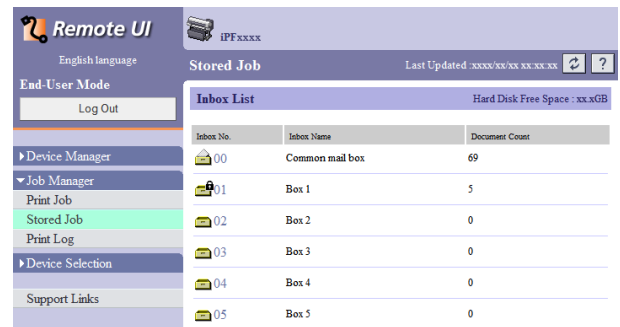 Remote UI
English language
End-User Mode
Log Out
Device Manager
Job Manager
Print Job
Stored Job
Print Log
Device Selection
Support Links
iPFxxxx
Stored Job
Last Updated :xxxx/xx/xx xx:xx:xx ?
Inbox List
Hard Disk Free Space : xx.xGB
Inbox No. Inbox Name Document Count
00 Common mail box 69
01 Box 1 5
02 Box 2 0
03 Box 3 0
04 Box 4 0
05 Box 5 0